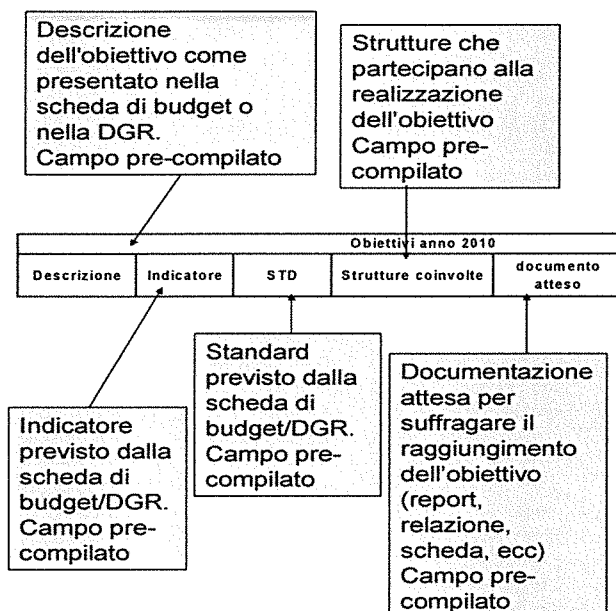 Descrizione
dell'obiettivo come
presentato nella
scheda di budget o
nella DGR.
Campo pre-compilato
Strutture che
partecipano alla
realizzazione
dell'obiettivo
Campo pre-
compilato
Obiettivi anno 2010
Descrizione
Indicatore
STD
Strutture coinvolte
documento
atteso
Indicatore
previsto dalla
scheda di
budget/DGR.
Campo pre-
compilato
Standard
previsto dalla
scheda di
budget/DGR.
Campo pre-
compilato
Documentazione
attesa per
suffragare il
raggiungimento
dell'obiettivo
(report,
relazione,
scheda, ecc)
Campo pre-
compilato